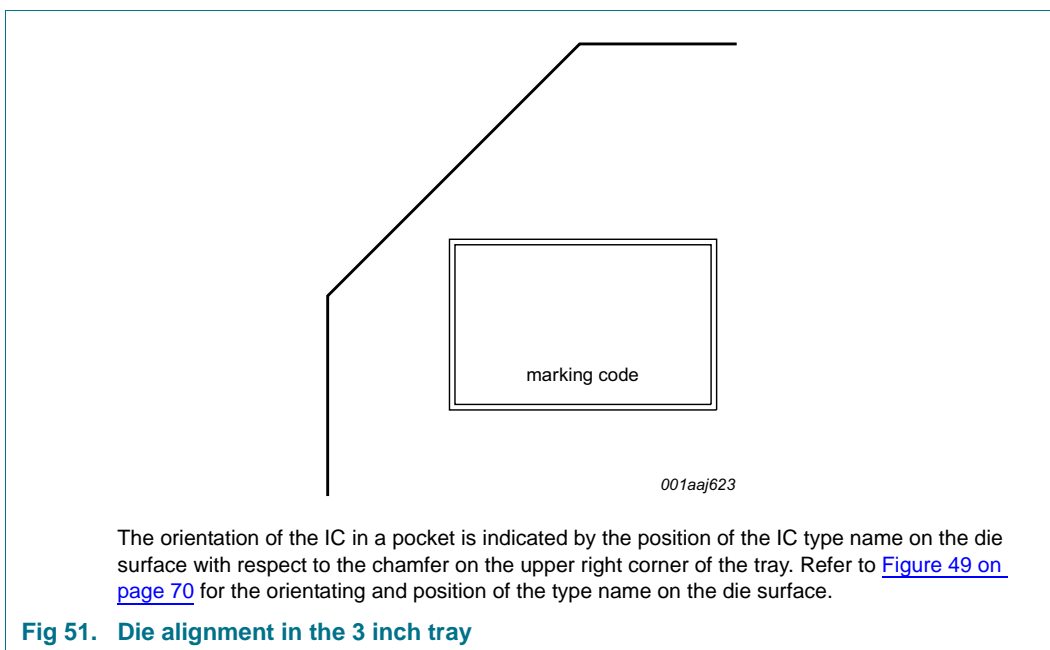 marking code
001aaj623
The orientation of the IC in a pocket is indicated by the position of the IC type name on the die
surface with respect to the chamfer on the upper right corner of the tray. Refer to Figure 49 on
page 70 for the orientating and position of the type name on the die surface.
Fig 51. Die alignment in the 3 inch tray